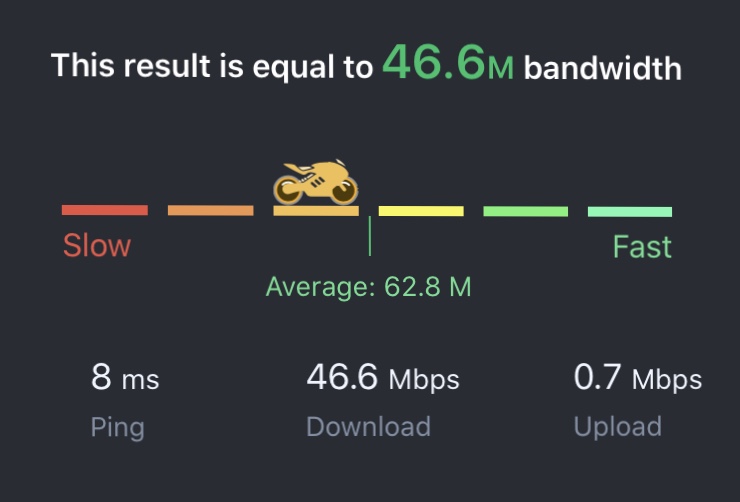 This result is equal to 46.6M bandwidth
Slow Fast
Average: 62.8 M
8 ms 46.6 Mbps 0.7 Mbps
Ping Download Upload